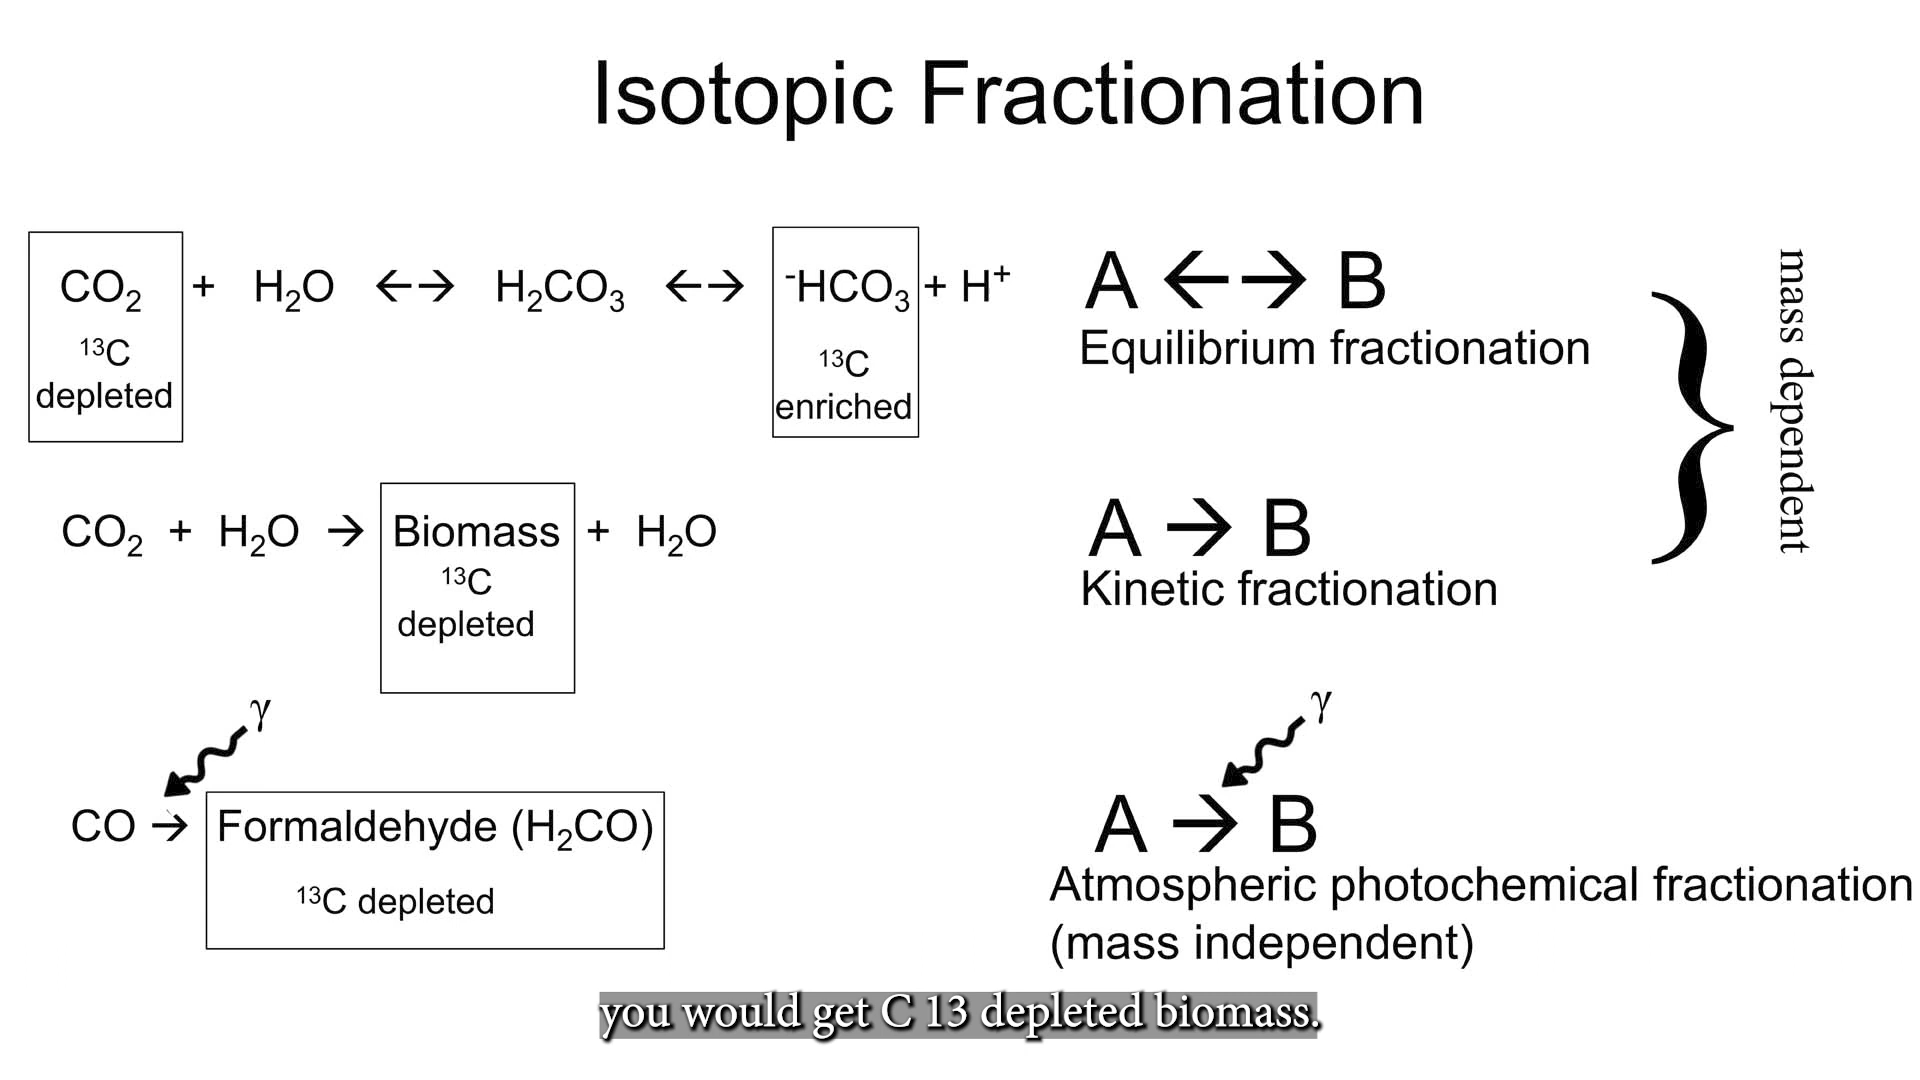 Isotopic Fractionation
CO₂ + H₂O ←→ H₂CO₃ ←→ ⁻HCO₃ + H⁺
¹³C
depleted
¹³C
enriched
A ←→ B
Equilibrium fractionation
mass dependent
CO₂ + H₂O → Biomass + H₂O
¹³C
depleted
A → B
Kinetic fractionation
γ
CO → Formaldehyde (H₂CO)
¹³C depleted
γ
A → B
Atmospheric photochemical fractionation
(mass independent)
you would get C 13 depleted biomass.